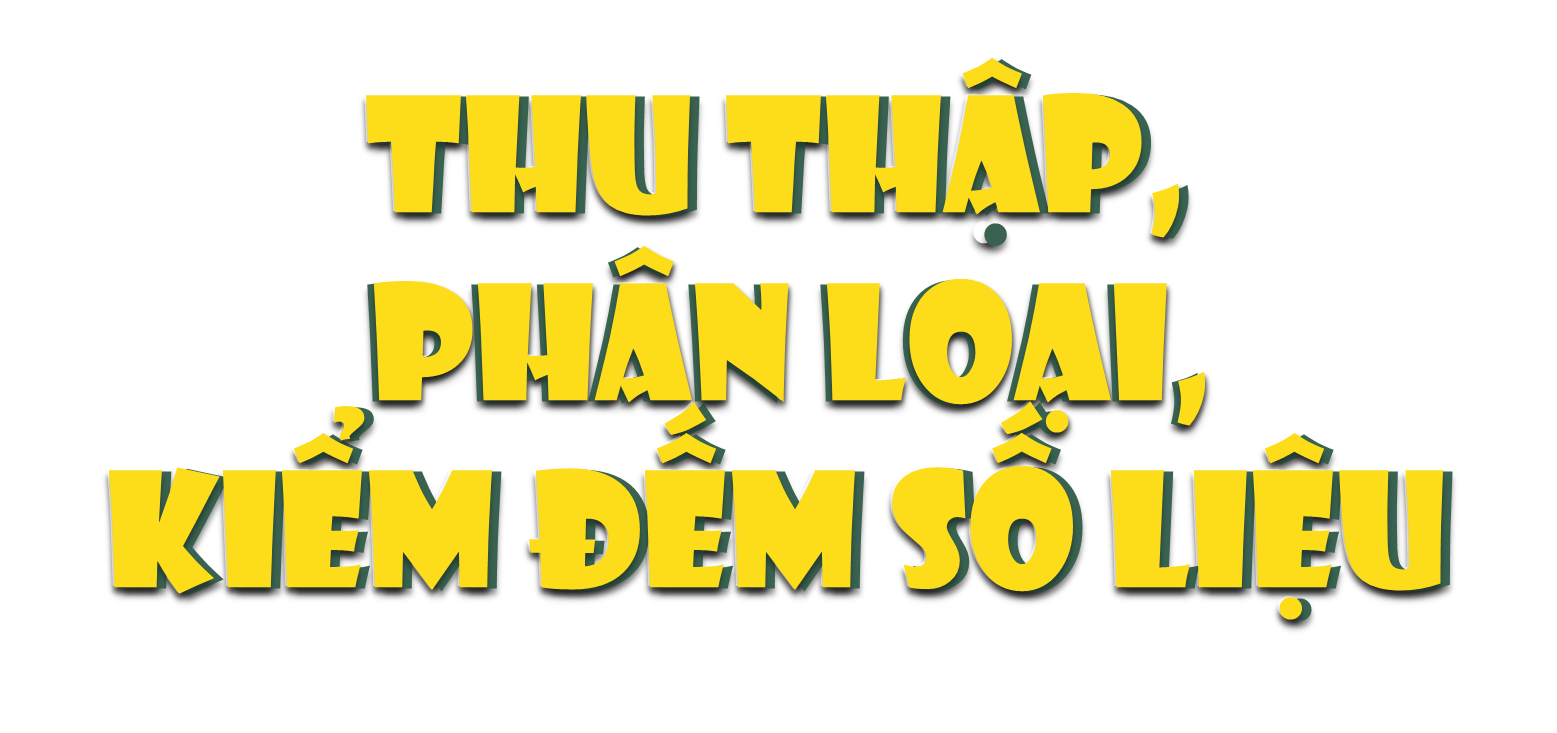 THU THẬP,
PHÂN LOẠI,
KIỂM ĐẾM SỐ LIỆU